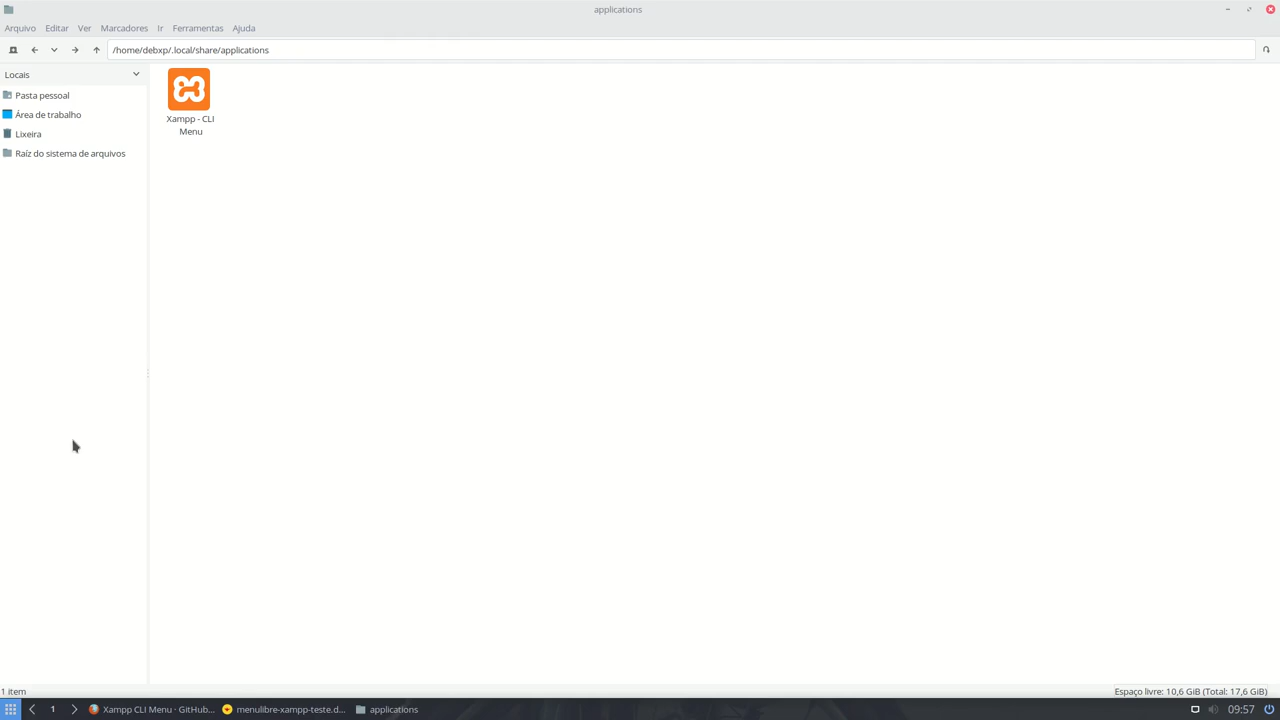 applications
Arquivo Editar Ver Marcadores Ir Ferramentas Ajuda
/home/debxp/.local/share/applications
Locais
Pasta pessoal
Área de trabalho
Lixeira
Raíz do sistema de arquivos
Xampp - CLI
Menu
1 item
Espaço livre: 10,6 GiB (Total: 17,6 GiB)
1 Xampp CLI Menu · GitHub... menulibre-xampp-teste.d... applications 09:57